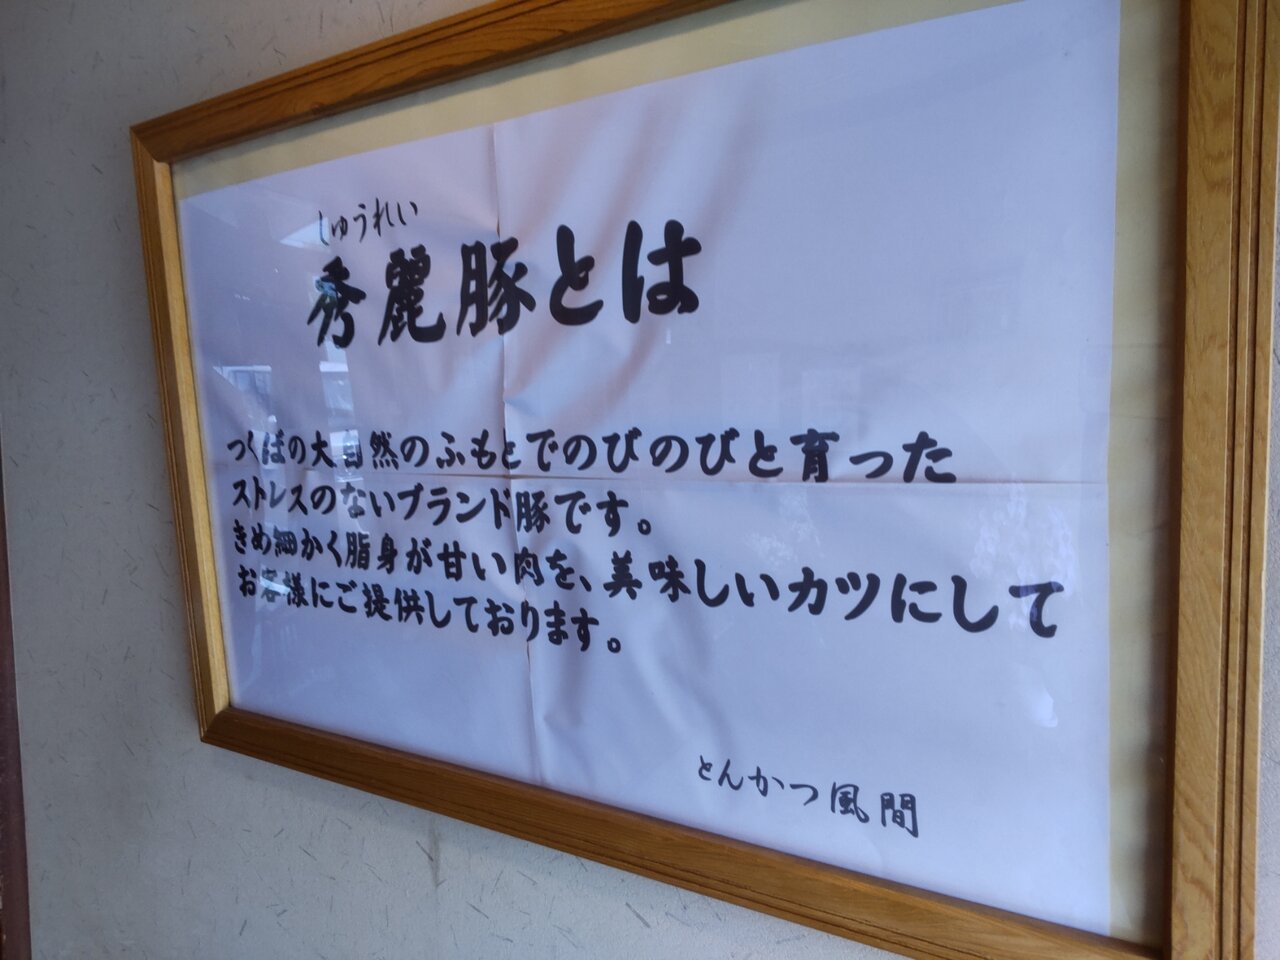 しゅうれい
秀麗豚とは
つくばの大自然のふもとでのびのびと育った
ストレスのないブランド豚です。
きめ細かく脂身が甘い肉を、美味しいカツにして
お客様にご提供しております。
とんかつ風間